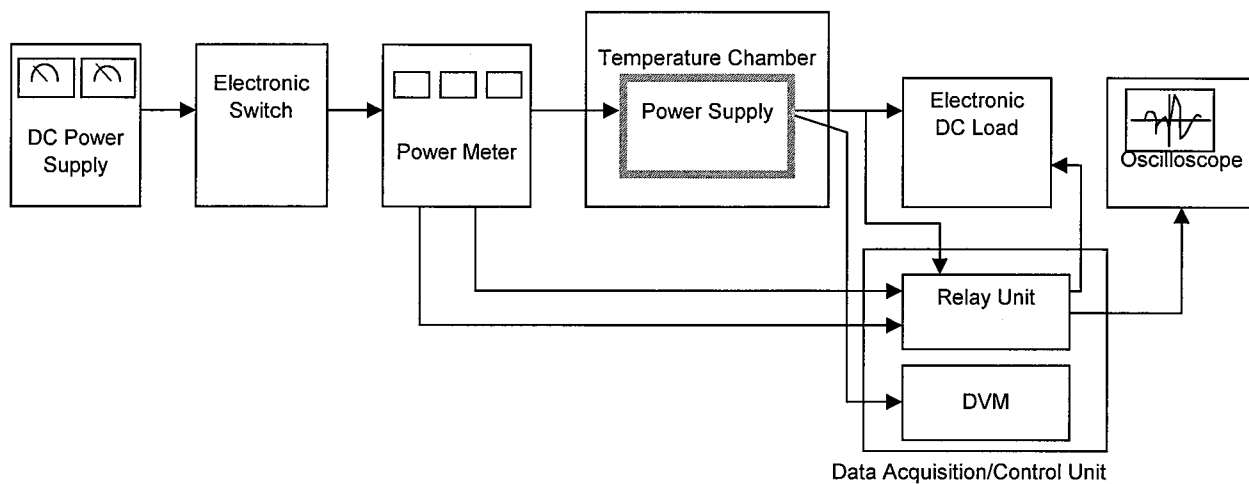 DC Power
Supply
Electronic
Switch
Power Meter
Temperature Chamber
Power Supply
Electronic
DC Load
Oscilloscope
Relay Unit
DVM
Data Acquisition/Control Unit